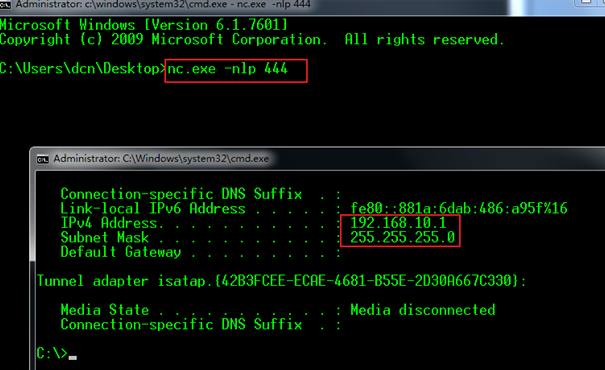 Administrator: c:\windows\system32\cmd.exe - nc.exe -nlp 444
Microsoft Windows [Version 6.1.7601]
Copyright (c) 2009 Microsoft Corporation.  All rights reserved.
C:\Users\dcn\Desktop>nc.exe -nlp 444
Administrator: C:\Windows\system32\cmd.exe
Connection-specific DNS Suffix  . :
Link-local IPv6 Address . . . . . : fe80::881a:6dab:486:a95f%16
IPv4 Address. . . . . . . . . . . : 192.168.10.1
Subnet Mask . . . . . . . . . . . : 255.255.255.0
Default Gateway . . . . . . . . . :
Tunnel adapter isatap.{42B3FCEE-ECAE-4681-B55E-2D30A667C330}:
Media State . . . . . . . . . . . : Media disconnected
Connection-specific DNS Suffix  . :
C:\>_